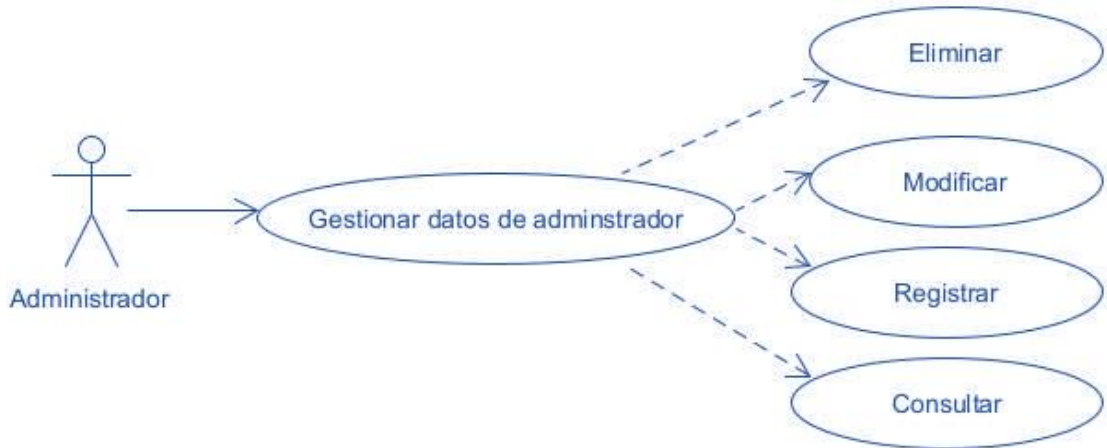 Eliminar
Modificar
Gestionar datos de adminstrador
Registrar
Administrador
Consultar